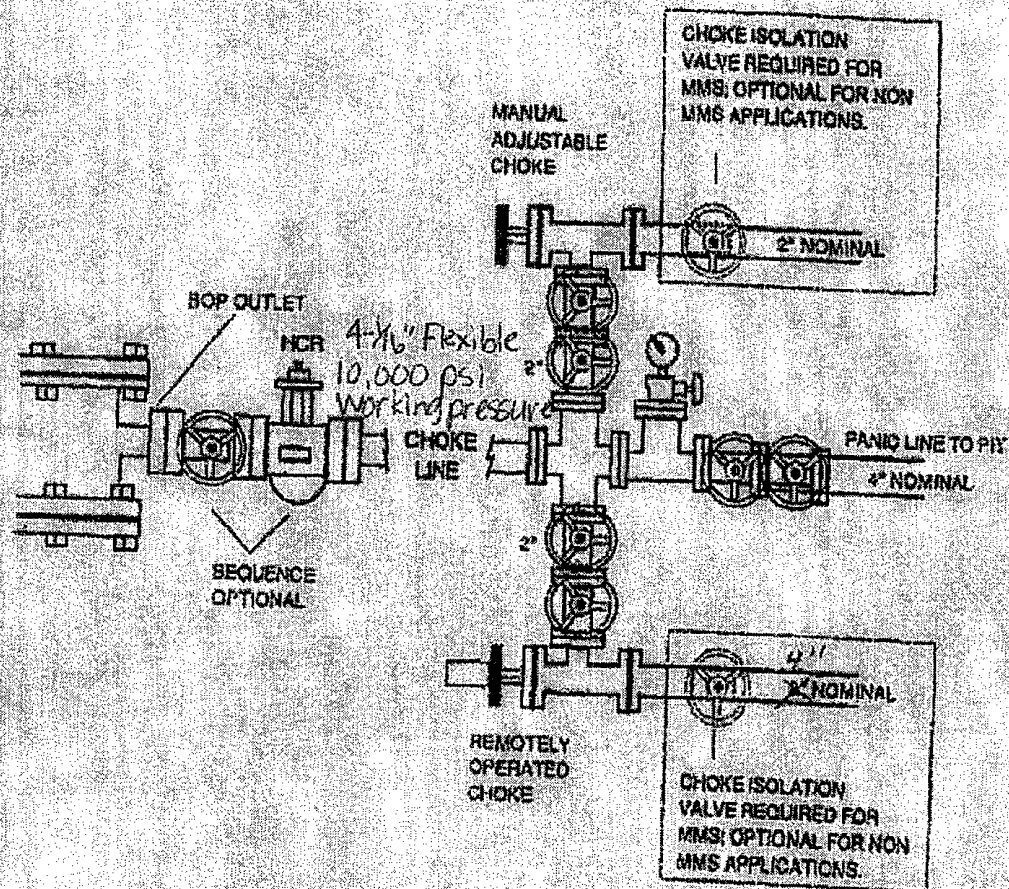 CHOKE ISOLATION
VALVE REQUIRED FOR
MMS; OPTIONAL FOR NON
MMS APPLICATIONS.
MANUAL
ADJUSTABLE
CHOKE
2" NOMINAL
BOP OUTLET
HCR
4-1/16" Flexible
10,000 psi
Working pressure
2"
CHOKE
LINE
PANIC LINE TO PIT
4" NOMINAL
2"
SEQUENCE
OPTIONAL
4"
NOMINAL
REMOTELY
OPERATED
CHOKE
CHOKE ISOLATION
VALVE REQUIRED FOR
MMS; OPTIONAL FOR NON
MMS APPLICATIONS.